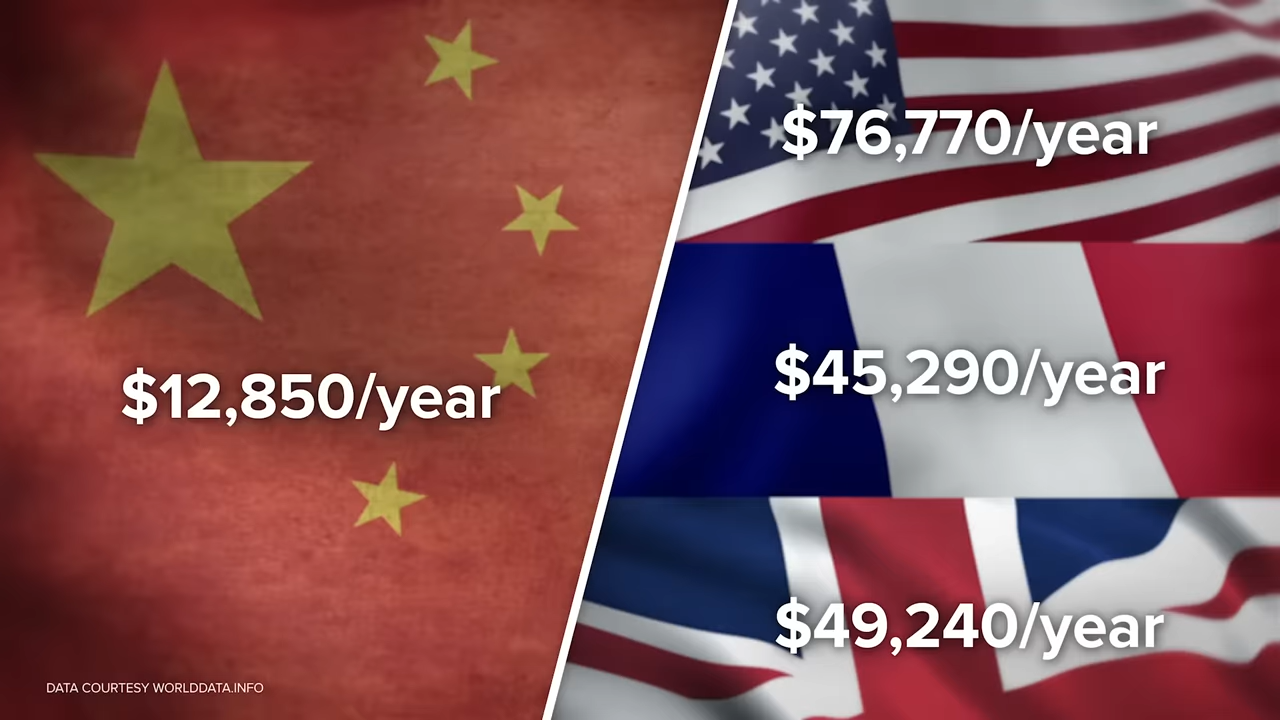 $12,850/year
DATA COURTESY WORLDDATA.INFO
$76,770/year
$45,290/year
$49,240/year